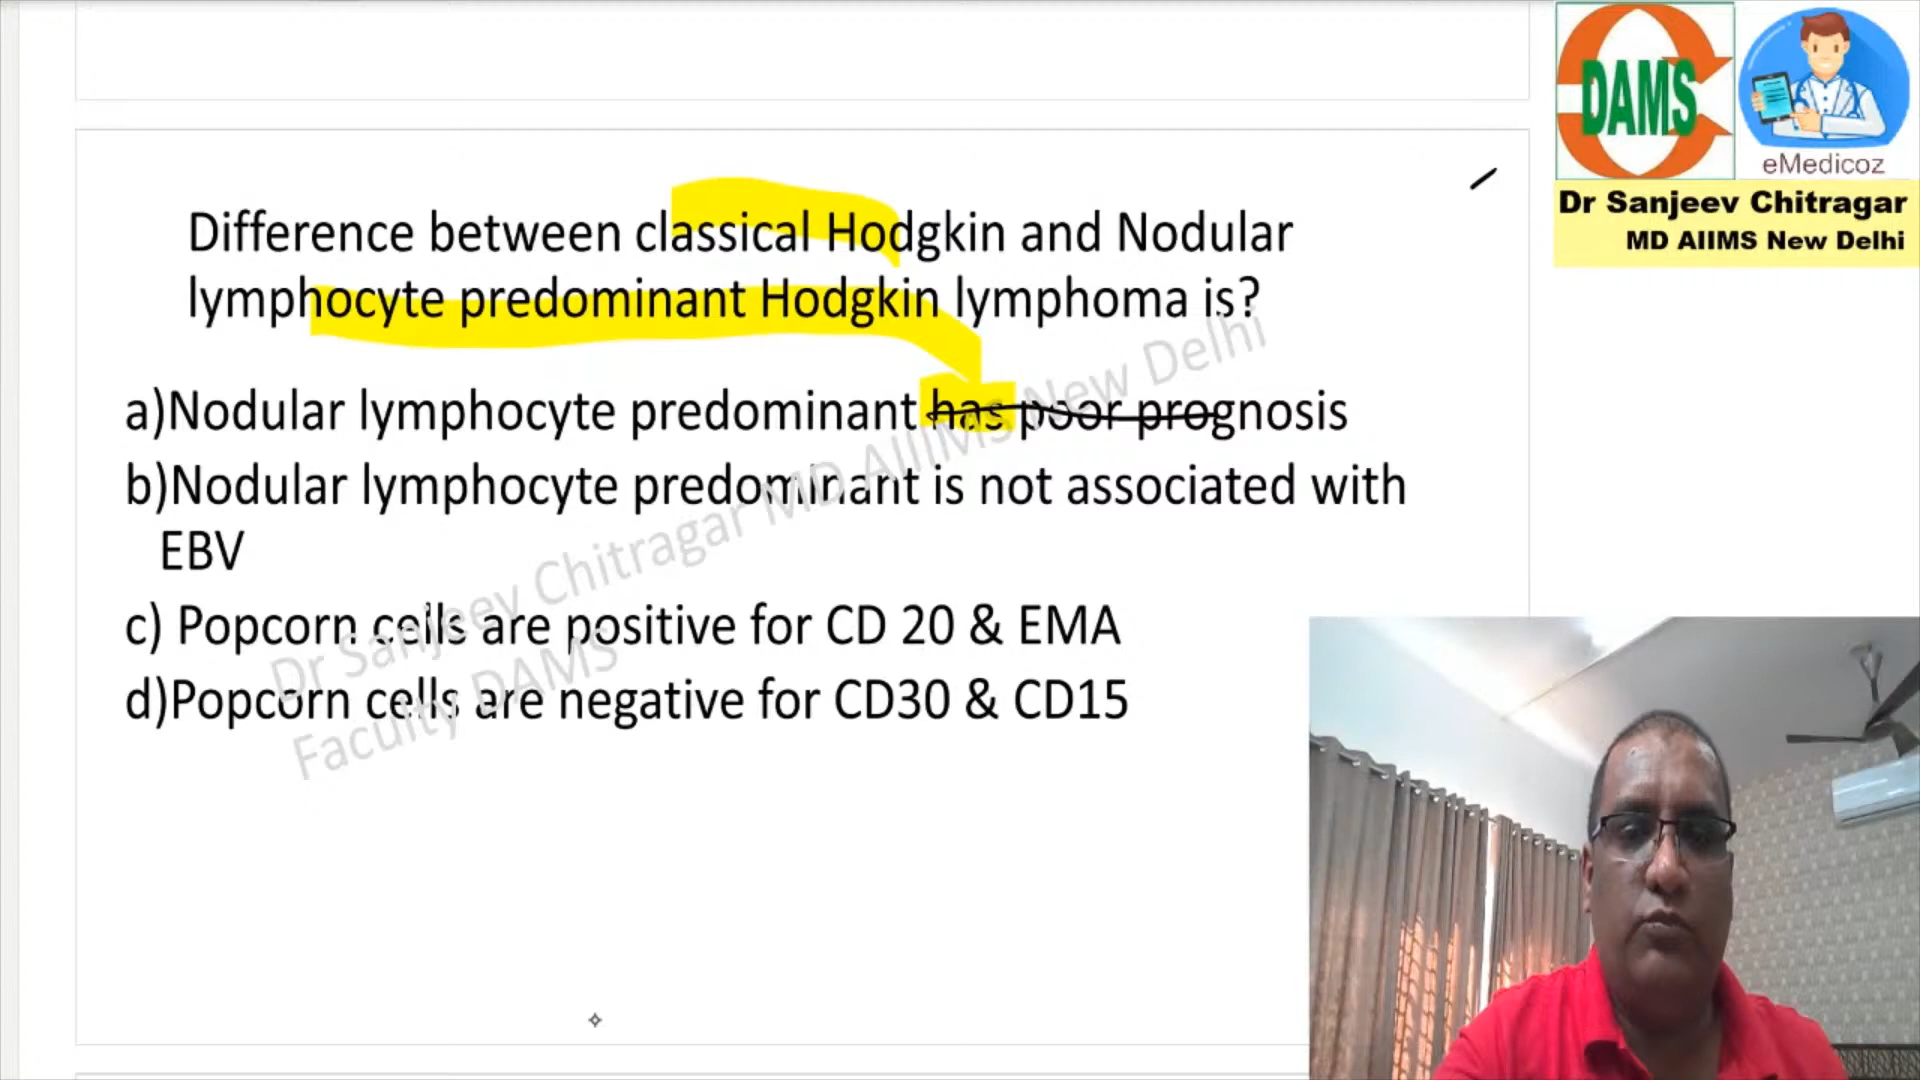 DAMS
eMedicoz
Dr Sanjeev Chitragar
MD AIIMS New Delhi
Difference between classical Hodgkin and Nodular
lymphocyte predominant Hodgkin lymphoma is?
a)Nodular lymphocyte predominant has poor prognosis
b)Nodular lymphocyte predominant is not associated with
EBV
c) Popcorn cells are positive for CD 20 & EMA
d)Popcorn cells are negative for CD30 & CD15
Dr Sanjeev Chitragar MD AIIMS New Delhi
Faculty DAMS